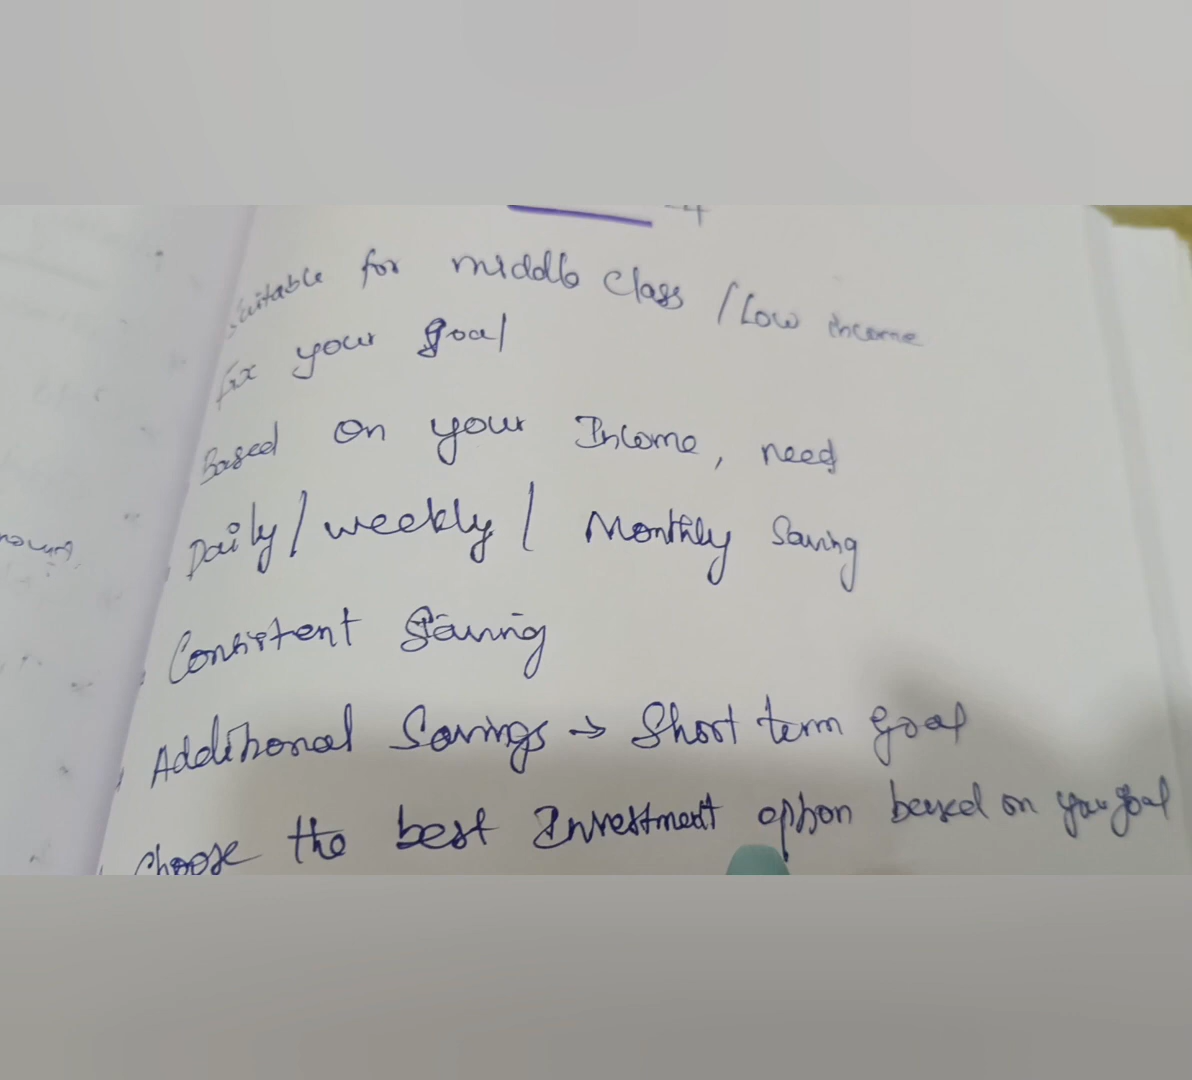 Suitable for middle class / Low income
Fix your goal
Based on your Income, need
Daily / weekly / Monthly Saving
Consistent Saving
Additional Savings → Short term goal
Choose the best Investment option based on your goal